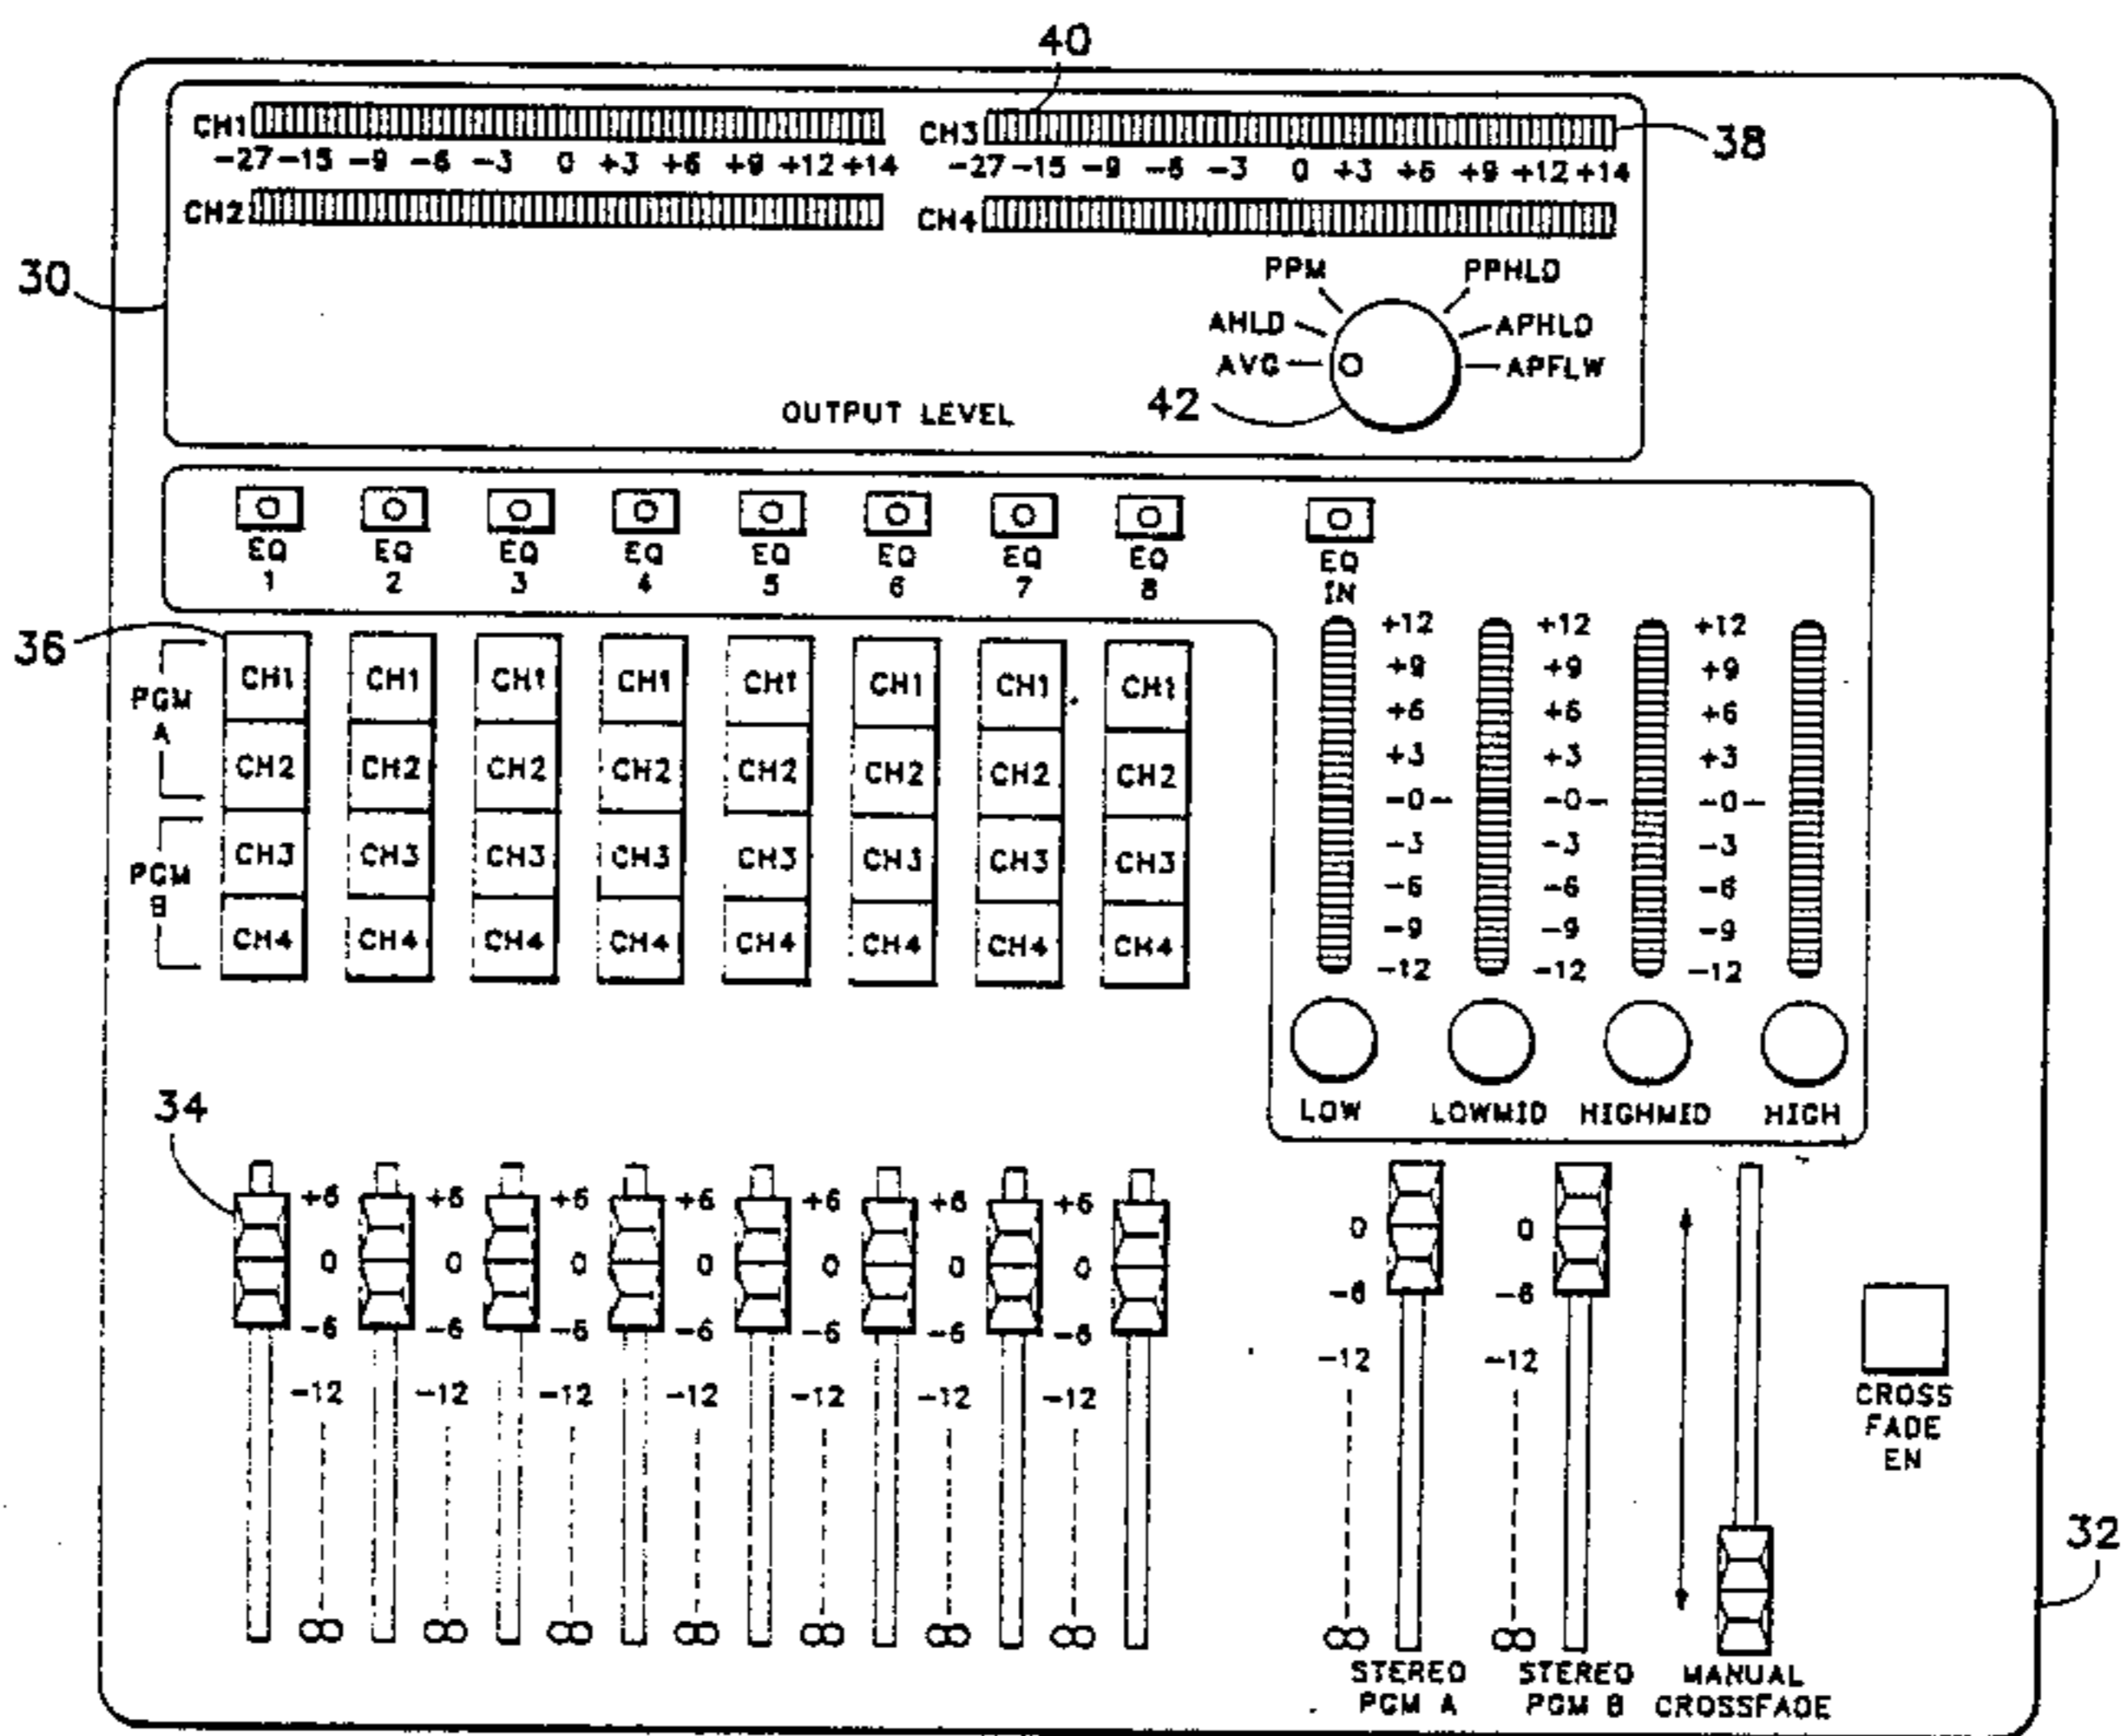 40
CH1 CH3 38
-27 -15 -9 -6 -3 0 +3 +6 +9 +12 +14 -27 -15 -9 -6 -3 0 +3 +6 +9 +12 +14
CH2 CH4
30
PPM PPHLD
AHLD APHLD
AVG APFLW
42
OUTPUT LEVEL
EQ EQ EQ EQ EQ EQ EQ EQ EQ
1 2 3 4 5 6 7 8 IN
36
PGM A
PGM B
CH1 CH1 CH1 CH1 CH1 CH1 CH1 CH1
CH2 CH2 CH2 CH2 CH2 CH2 CH2 CH2
CH3 CH3 CH3 CH3 CH3 CH3 CH3 CH3
CH4 CH4 CH4 CH4 CH4 CH4 CH4 CH4
+12 +12 +12
+9 +9 +9
+6 +6 +6
+3 +3 +3
-0- -0- -0-
-3 -3 -3
-6 -6 -6
-9 -9 -9
-12 -12 -12
LOW LOWMID HIGHMID HIGH
34
+6 +6 +6 +6 +6 +6 +6
0 0 0 0 0 0 0 0 0
-6 -6 -6 -6 -6 -6 -6 -6 -6
-12 -12 -12 -12 -12 -12 -12 -12 -12
∞ ∞ ∞ ∞ ∞ ∞ ∞ ∞ ∞
CROSS
FADE
EN
32
STEREO STEREO MANUAL
PGM A PGM B CROSSFADE